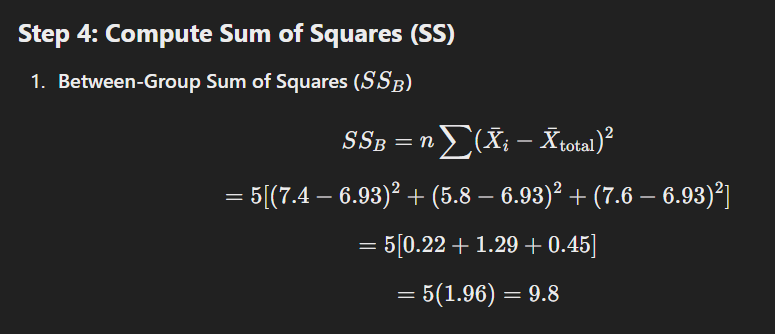 Step 4: Compute Sum of Squares (SS)
1. Between-Group Sum of Squares (SS_B)
SS_B = n∑(X̄_i − X̄_total)²
= 5[(7.4 − 6.93)² + (5.8 − 6.93)² + (7.6 − 6.93)²]
= 5[0.22 + 1.29 + 0.45]
= 5(1.96) = 9.8